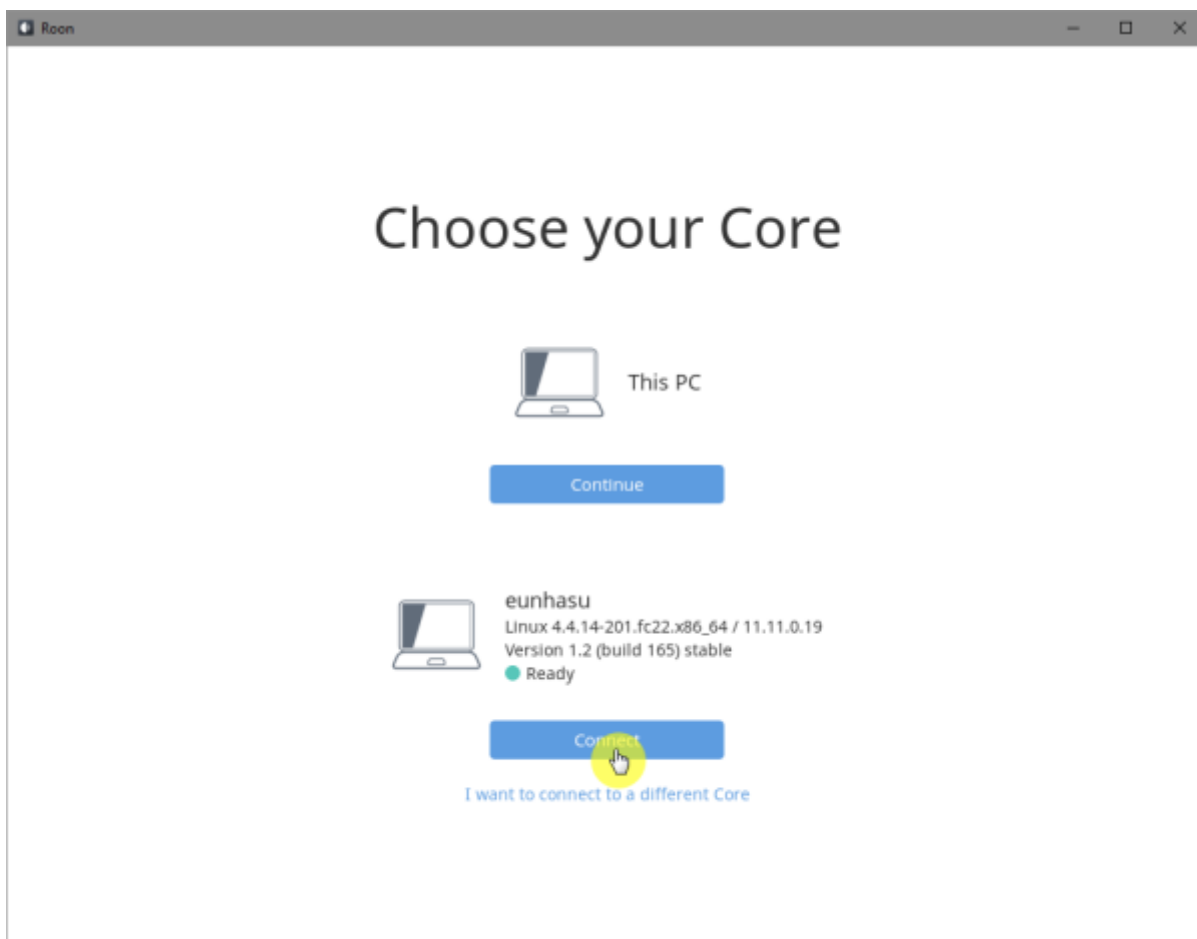 Roon
Choose your Core
This PC
Continue
eunhasu
Linux 4.4.14-201.fc22.x86_64 / 11.11.0.19
Version 1.2 (build 165) stable
Ready
Connect
I want to connect to a different Core